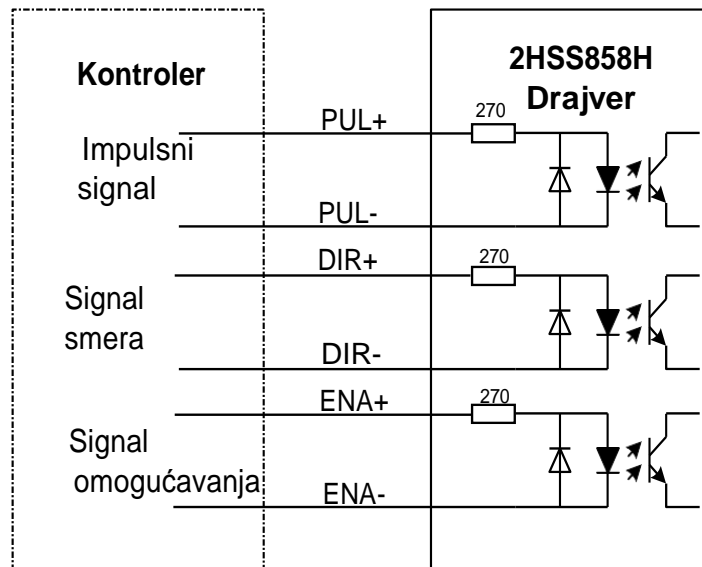 Kontroler
2HSS858H
Drajver
Impulsni
signal
PUL+
270
PUL-
Signal
smera
DIR+
270
DIR-
Signal
omogućavanja
ENA+
270
ENA-